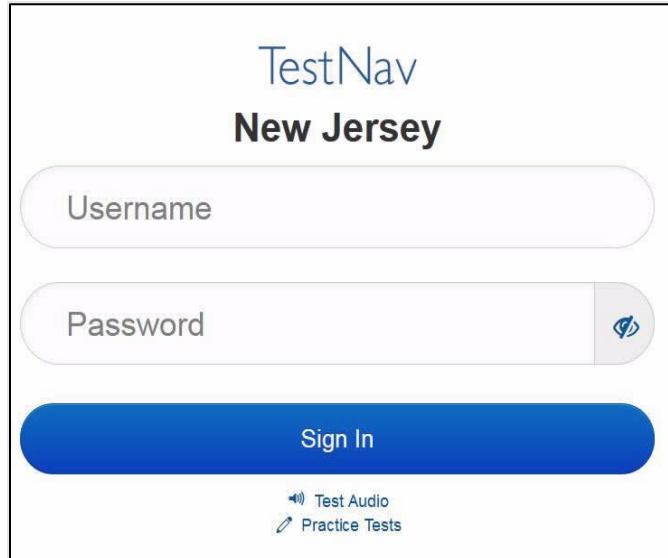 TestNav
New Jersey
Username
Password
Sign In
Test Audio
Practice Tests